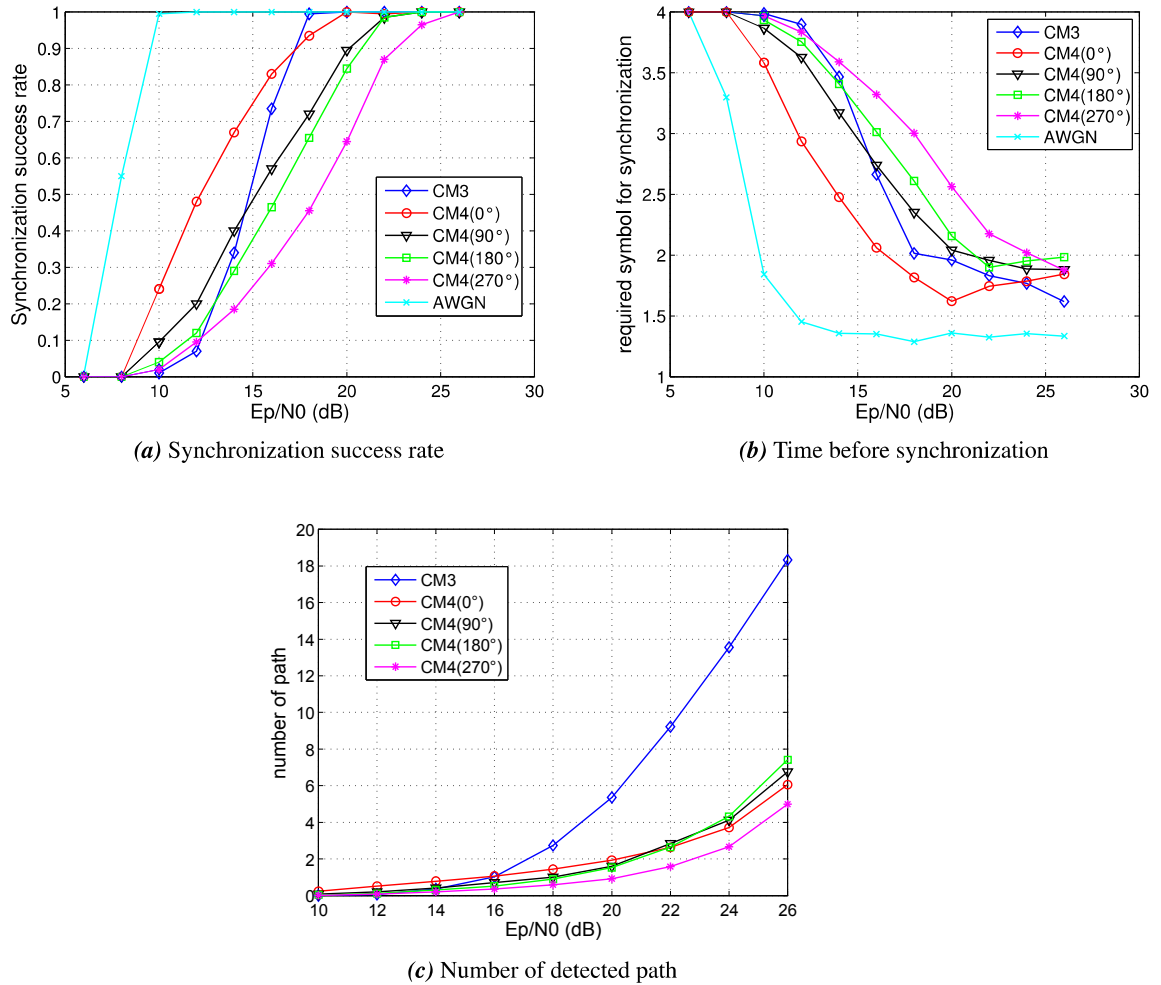 Synchronization success rate
1
0.9
0.8
0.7
0.6
0.5
0.4
0.3
0.2
0.1
0
5 10 15 20 25 30
Ep/N0 (dB)
CM3
CM4(0°)
CM4(90°)
CM4(180°)
CM4(270°)
AWGN
(a) Synchronization success rate
required symbol for synchronization
4
3.5
3
2.5
2
1.5
1
5 10 15 20 25 30
Ep/N0 (dB)
CM3
CM4(0°)
CM4(90°)
CM4(180°)
CM4(270°)
AWGN
(b) Time before synchronization
number of path
20
18
16
14
12
10
8
6
4
2
0
10 12 14 16 18 20 22 24 26
Ep/N0 (dB)
CM3
CM4(0°)
CM4(90°)
CM4(180°)
CM4(270°)
(c) Number of detected path